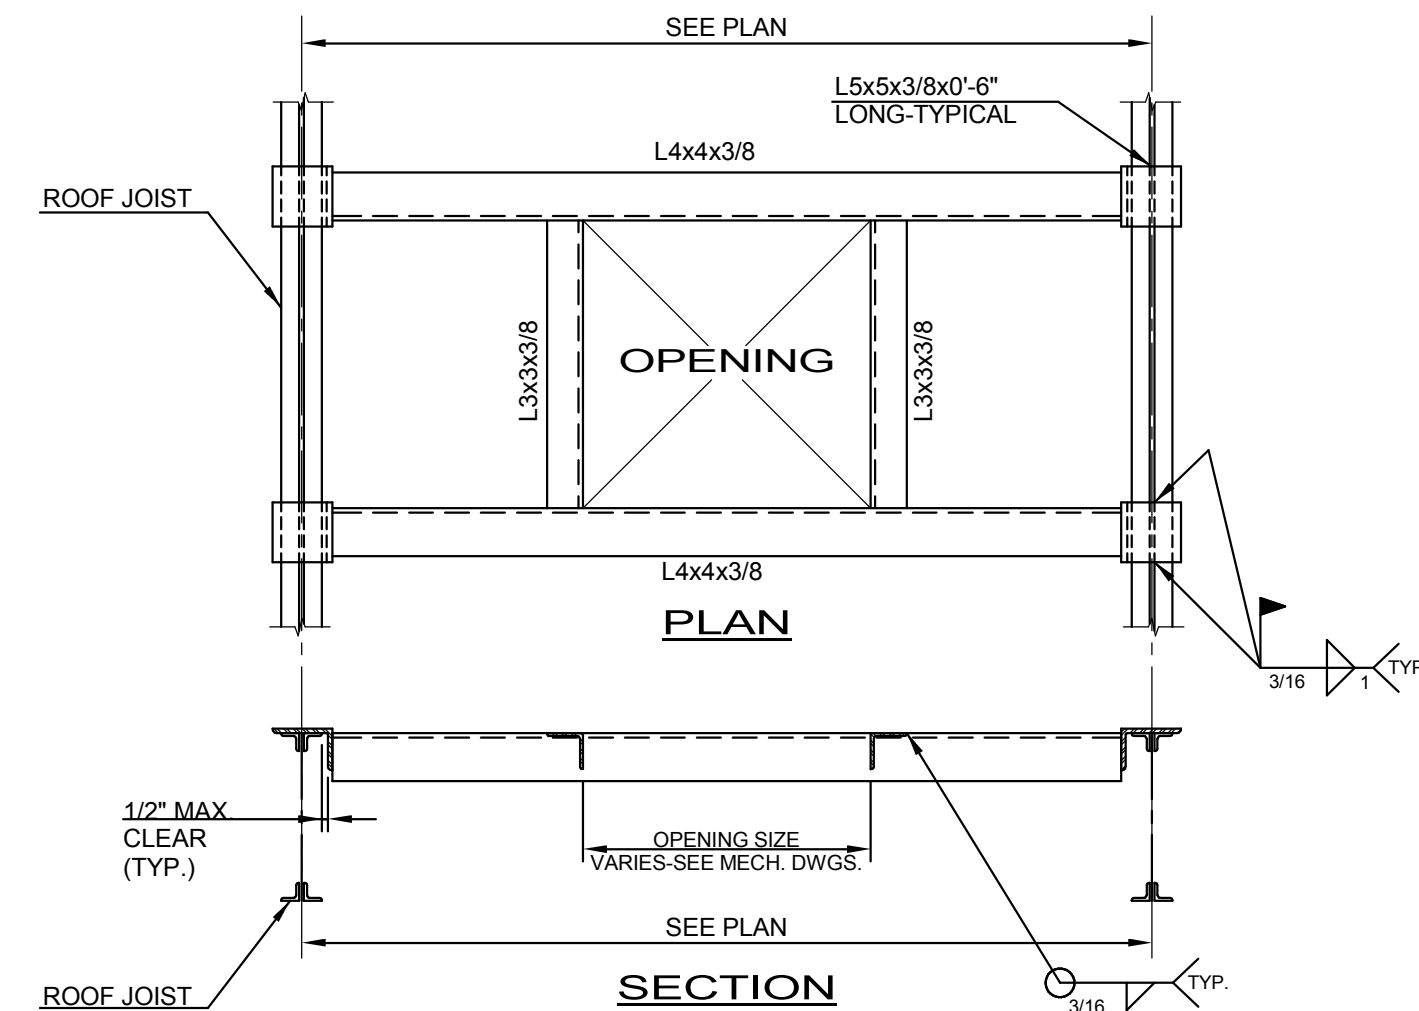 SEE PLAN
L5x5x3/8x0'-6"
LONG-TYPICAL
L4x4x3/8
ROOF JOIST
L3x3x3/8
OPENING
L3x3x3/8
L4x4x3/8
PLAN
3/16
1
TYP
1/2" MAX.
CLEAR
(TYP.)
OPENING SIZE
VARIES-SEE MECH. DWGS.
SEE PLAN
ROOF JOIST
SECTION
3/16
TYP.